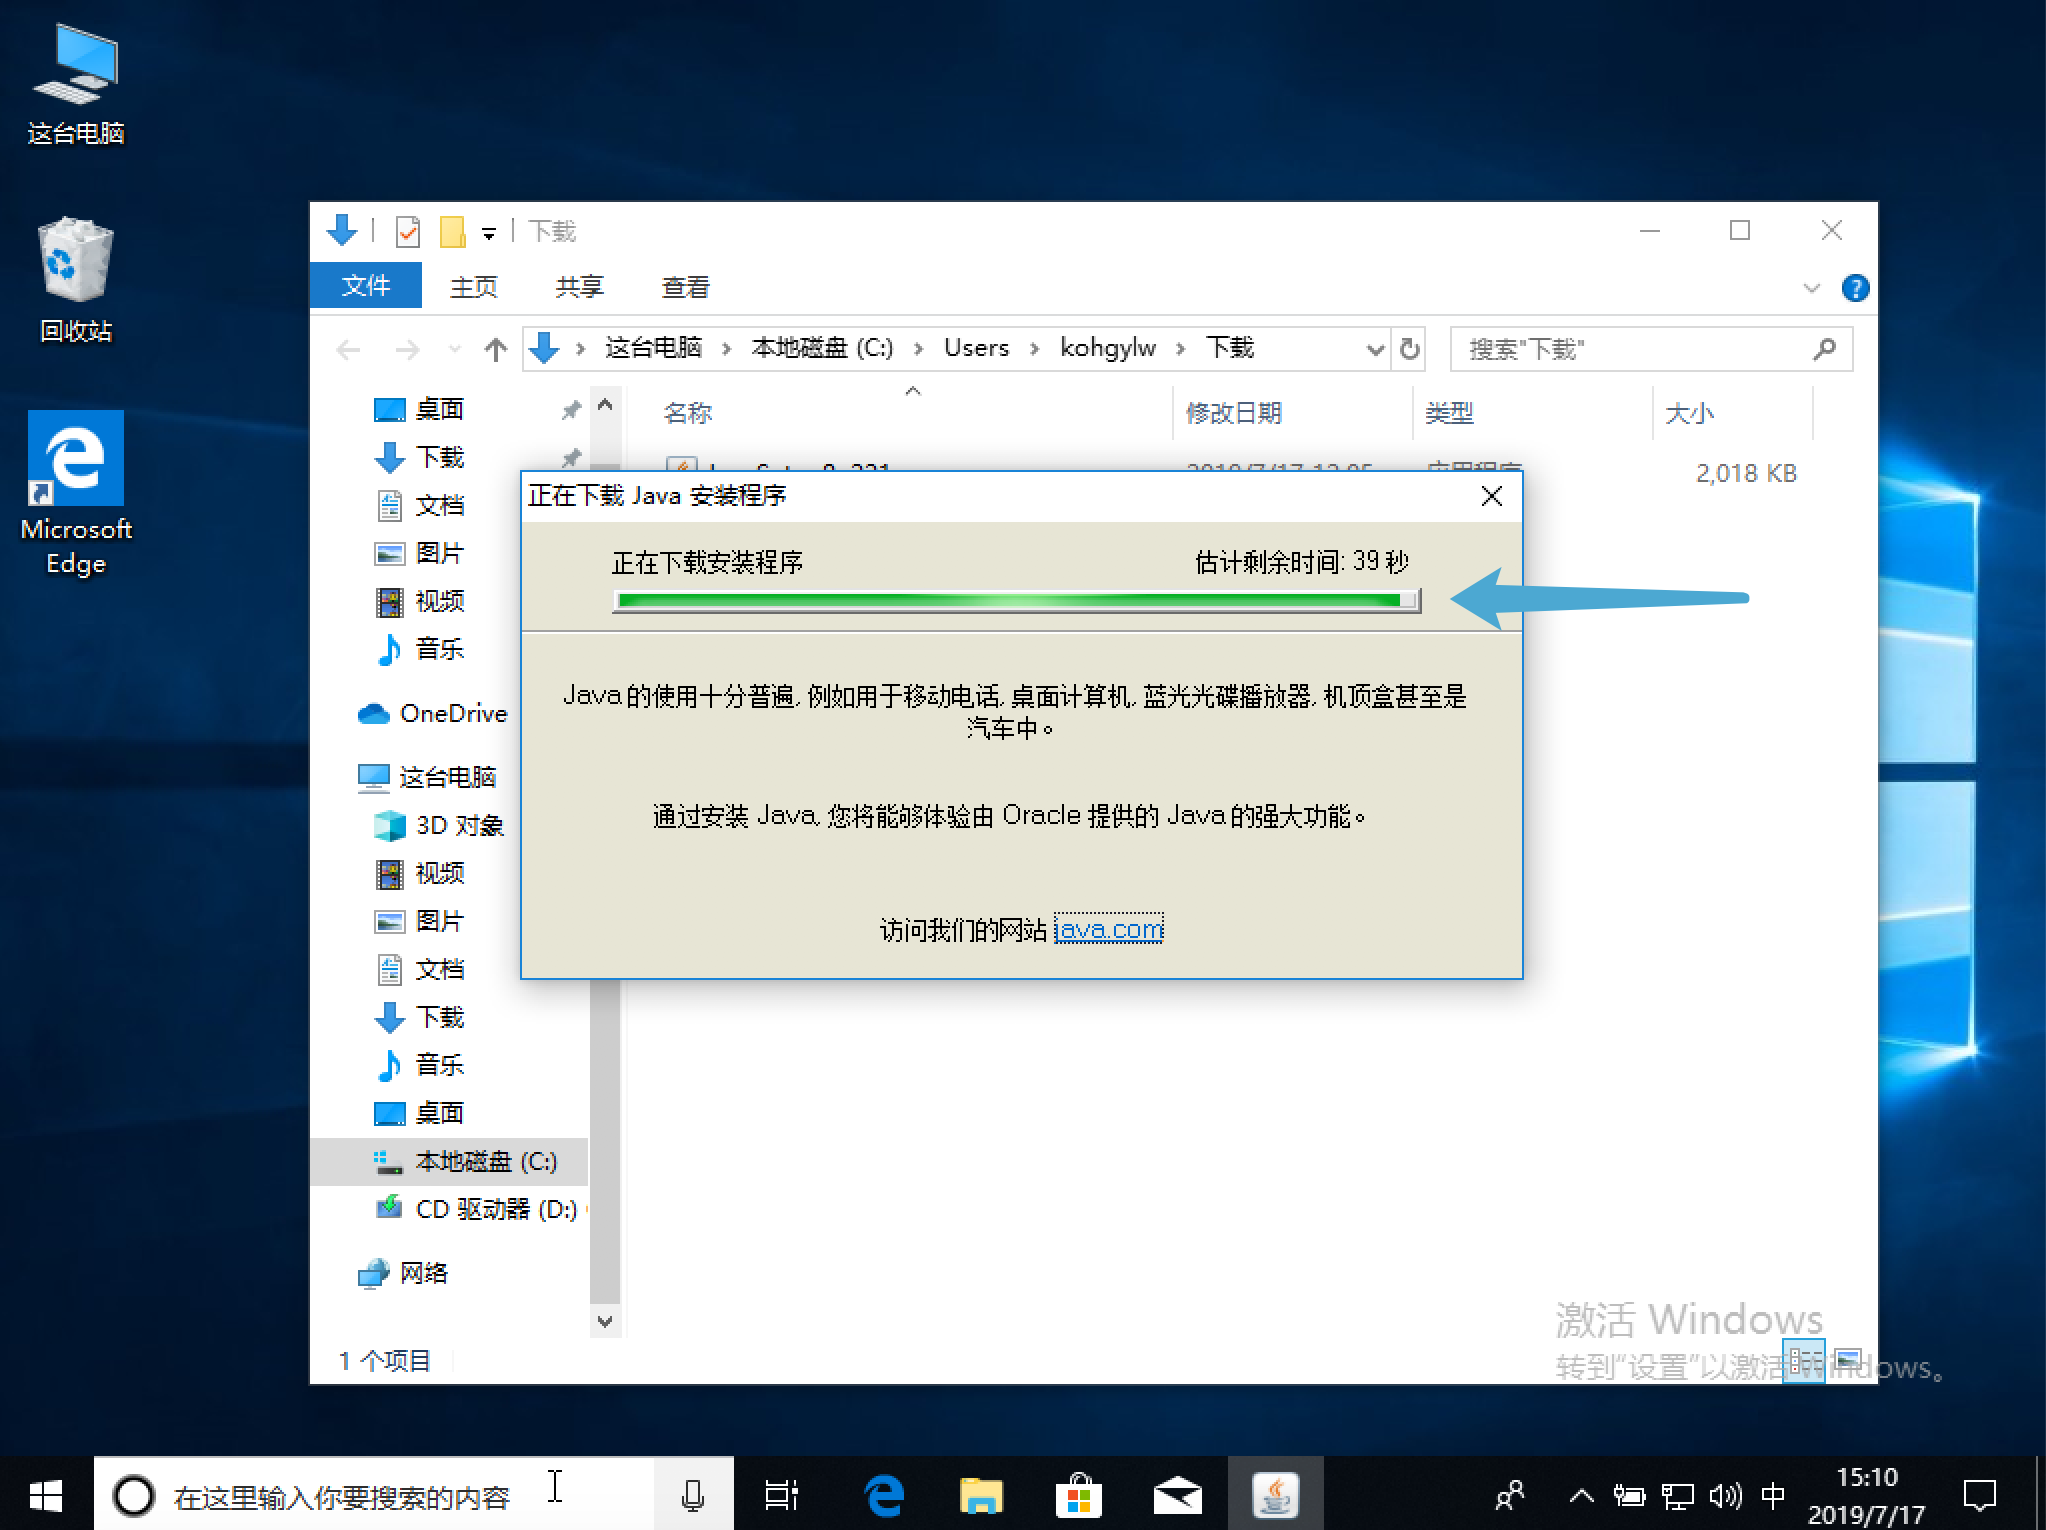 这台电脑
回收站
Microsoft
Edge
下载
文件 主页 共享 查看
这台电脑 本地磁盘 (C:) Users kohgylw 下载
搜索"下载"
名称 修改日期 类型 大小
2,018 KB
桌面
下载
文档
图片
视频
音乐
OneDrive
这台电脑
3D 对象
视频
图片
文档
下载
音乐
桌面
本地磁盘 (C:)
CD 驱动器 (D:)
网络
1 个项目
正在下载 Java 安装程序
正在下载安装程序 估计剩余时间: 39 秒
Java 的使用十分普遍, 例如用于移动电话, 桌面计算机, 蓝光光碟播放器, 机顶盒甚至是
汽车中。
通过安装 Java, 您将能够体验由 Oracle 提供的 Java 的强大功能。
访问我们的网站 java.com
激活 Windows
转到"设置"以激活 Windows。
在这里输入你要搜索的内容
中
15:10
2019/7/17